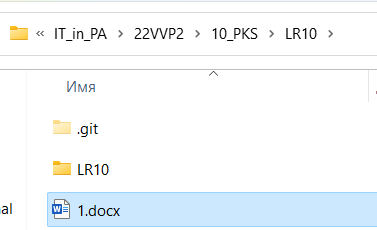 « IT_in_PA > 22VVP2 > 10_PKS > LR10 >
Имя
.git
LR10
1.docx
al